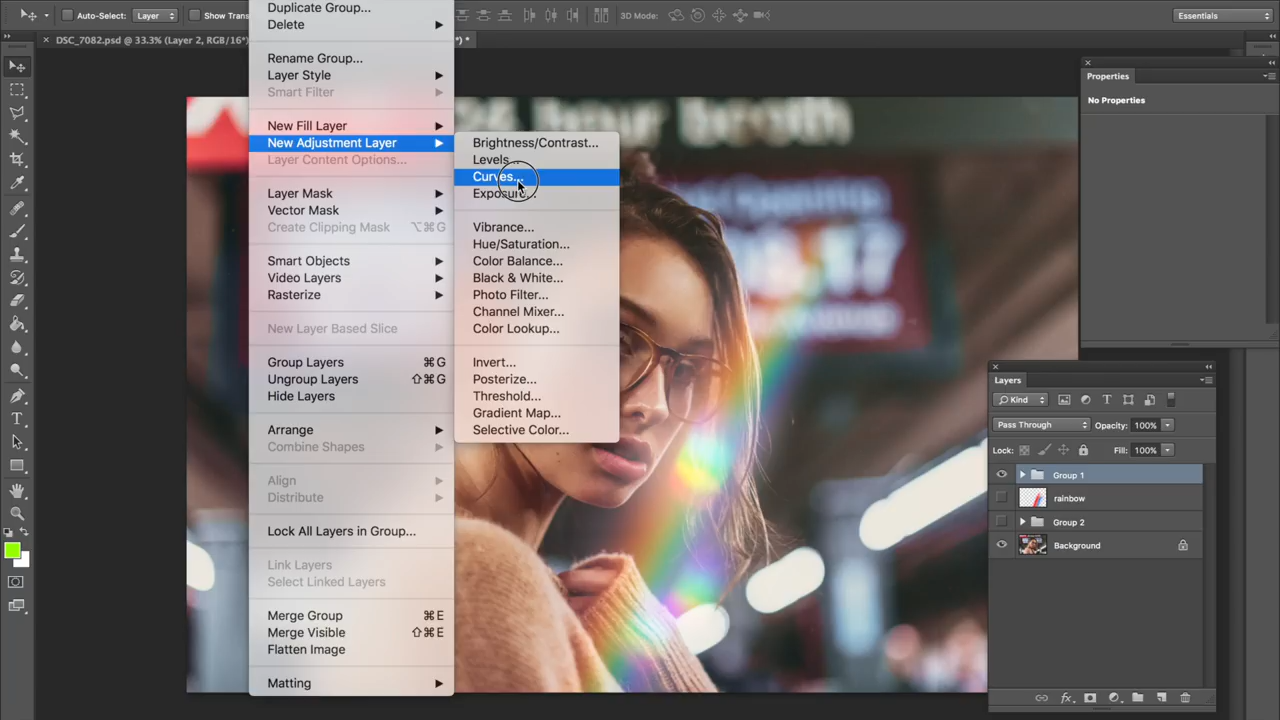 Auto-Select:
Layer
Show Trans
3D Mode:
Essentials
DSC_7082.psd @ 33.3% (Layer 2, RGB/16*)
*) *
Duplicate Group...
Delete
Rename Group...
Layer Style
Smart Filter
New Fill Layer
New Adjustment Layer
Layer Content Options...
Layer Mask
Vector Mask
Create Clipping Mask ⌥⌘G
Smart Objects
Video Layers
Rasterize
New Layer Based Slice
Group Layers ⌘G
Ungroup Layers ⇧⌘G
Hide Layers
Arrange
Combine Shapes
Align
Distribute
Lock All Layers in Group...
Link Layers
Select Linked Layers
Merge Group ⌘E
Merge Visible ⇧⌘E
Flatten Image
Matting
Brightness/Contrast...
Levels...
Curves...
Exposure...
Vibrance...
Hue/Saturation...
Color Balance...
Black & White...
Photo Filter...
Channel Mixer...
Color Lookup...
Invert...
Posterize...
Threshold...
Gradient Map...
Selective Color...
hour broth
Properties
No Properties
Layers
Kind
Pass Through Opacity: 100%
Lock: Fill: 100%
Group 1
rainbow
Group 2
Background